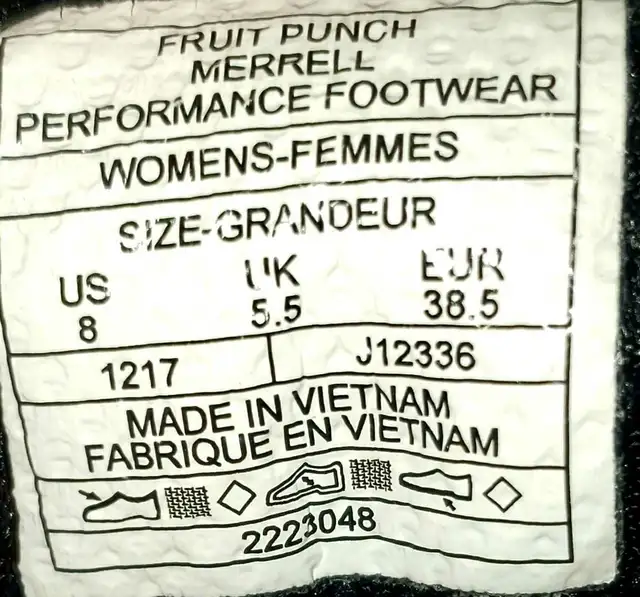 FRUIT PUNCH
MERRELL
PERFORMANCE FOOTWEAR
WOMENS-FEMMES
SIZE-GRANDEUR
US UK EUR
8 5.5 38.5
1217 J12336
MADE IN VIETNAM
FABRIQUE EN VIETNAM
2223048